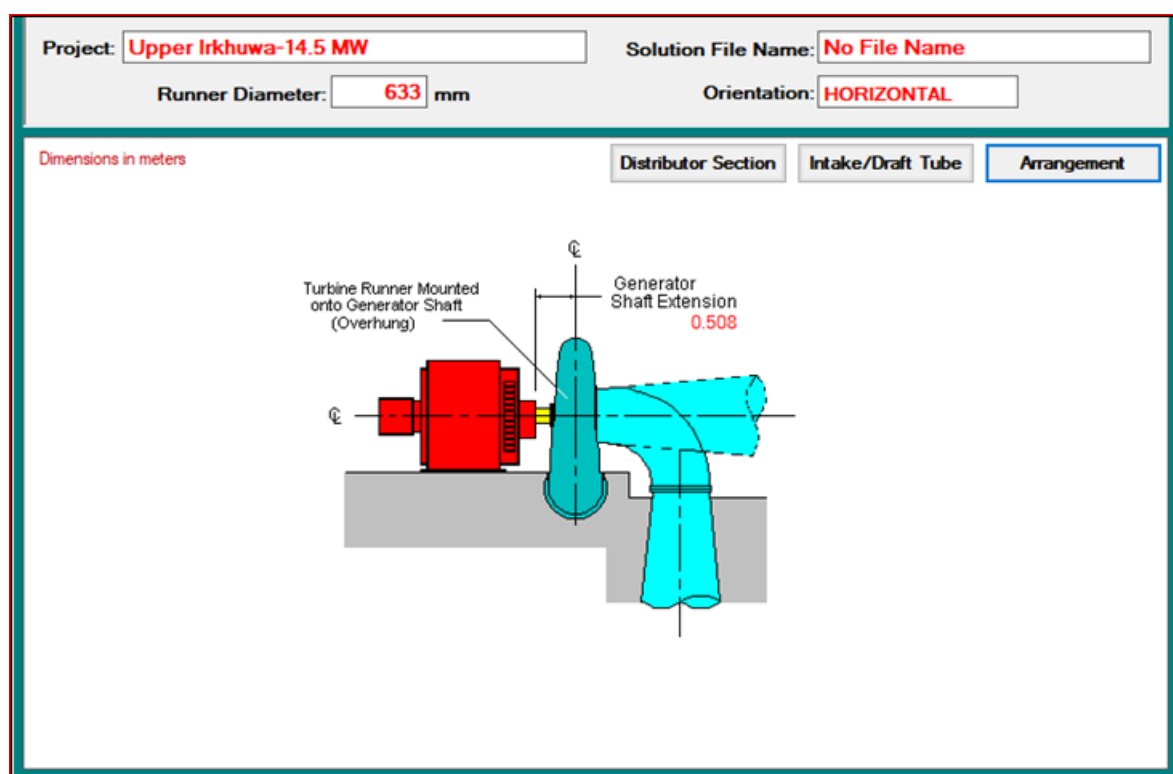 Project: Upper Irkhuwa-14.5 MW
Solution File Name: No File Name
Runner Diameter: 633 mm
Orientation: HORIZONTAL
Dimensions in meters
Distributor Section
Intake/Draft Tube
Arrangement
℄
Turbine Runner Mounted
onto Generator Shaft
(Overhung)
Generator
Shaft Extension
0.508
℄